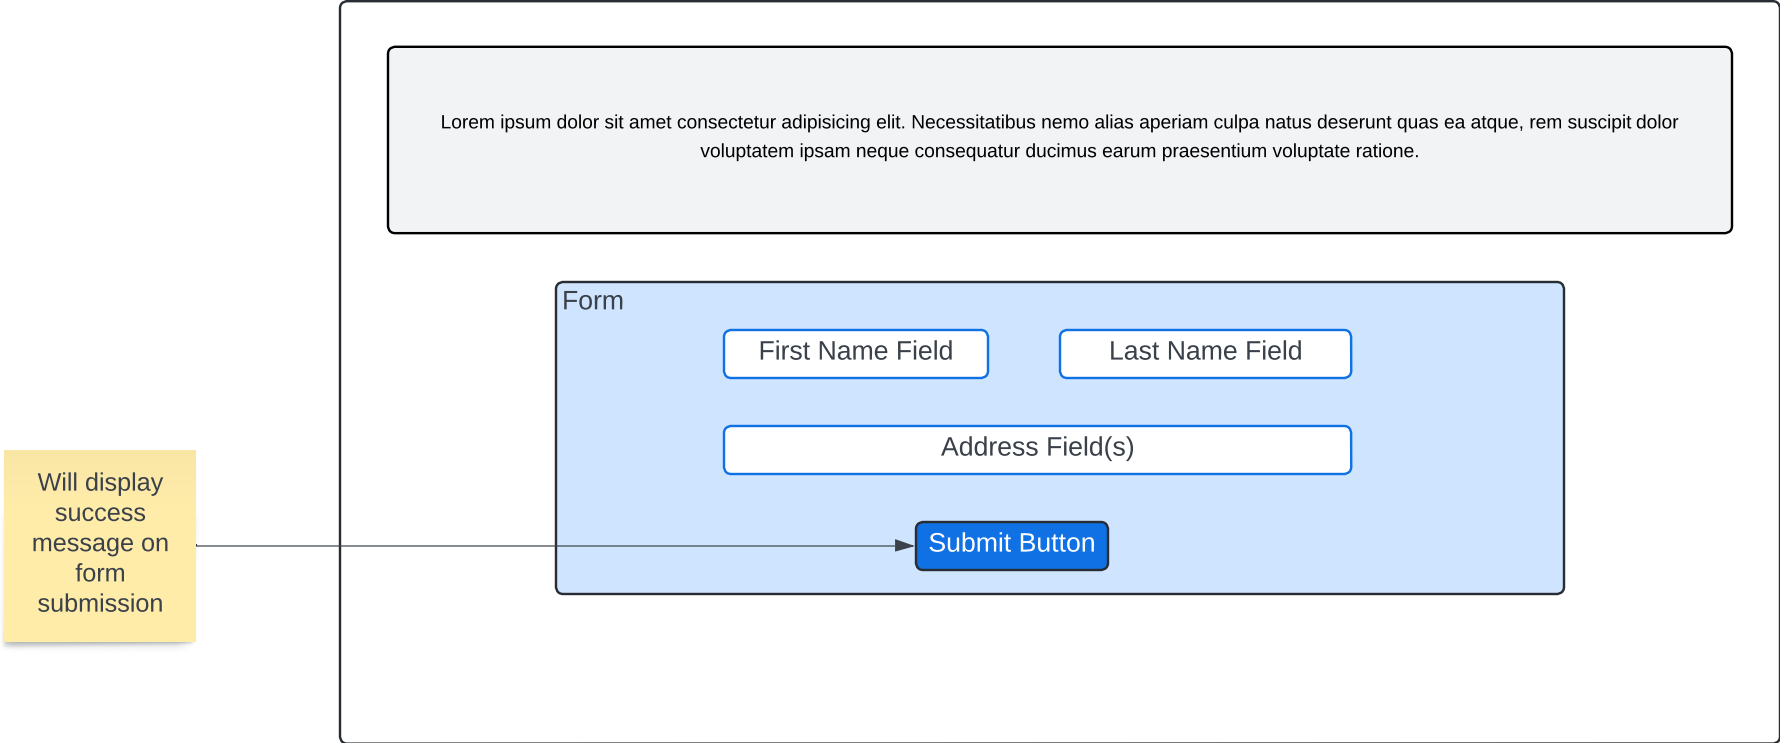 Lorem ipsum dolor sit amet consectetur adipisicing elit. Necessitatibus nemo alias aperiam culpa natus deserunt quas ea atque, rem suscipit dolor
voluptatem ipsam neque consequatur ducimus earum praesentium voluptate ratione.
Form
First Name Field
Last Name Field
Address Field(s)
Submit Button
Will display
success
message on
form
submission